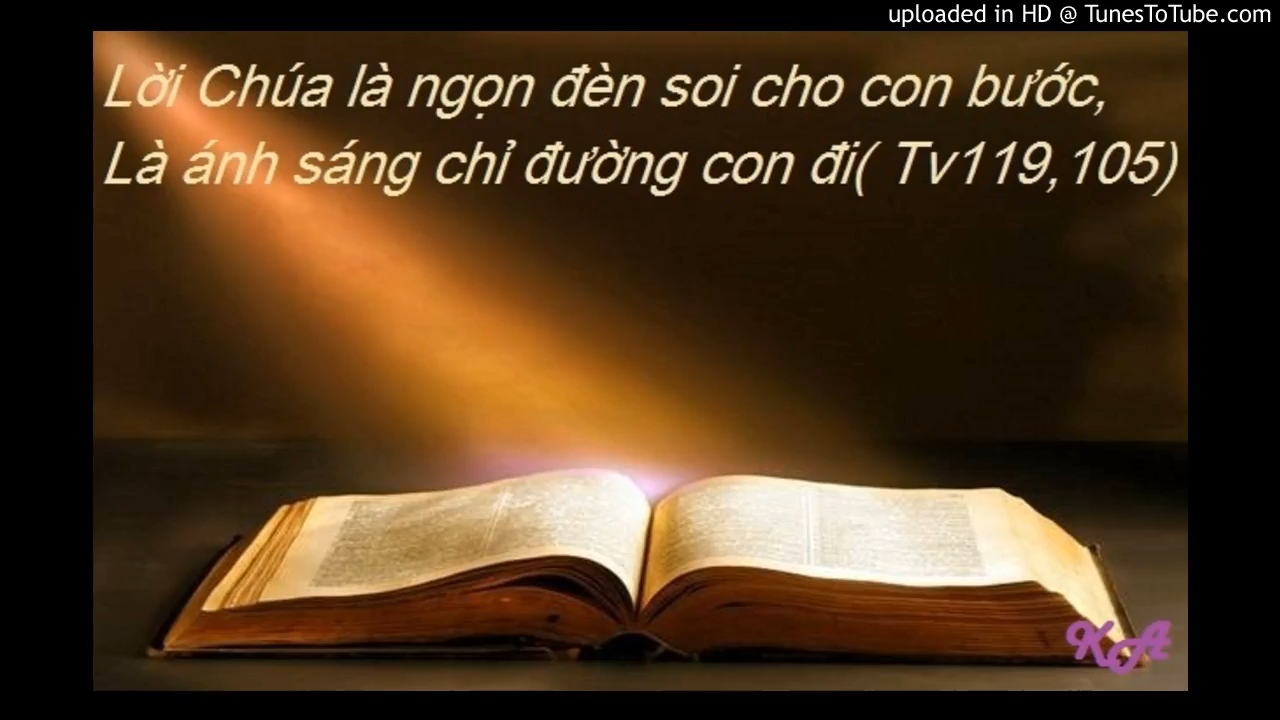 uploaded in HD @ TunesToTube.com
Lời Chúa là ngọn đèn soi cho con bước,
Là ánh sáng chỉ đường con đi( Tv119,105)
KA